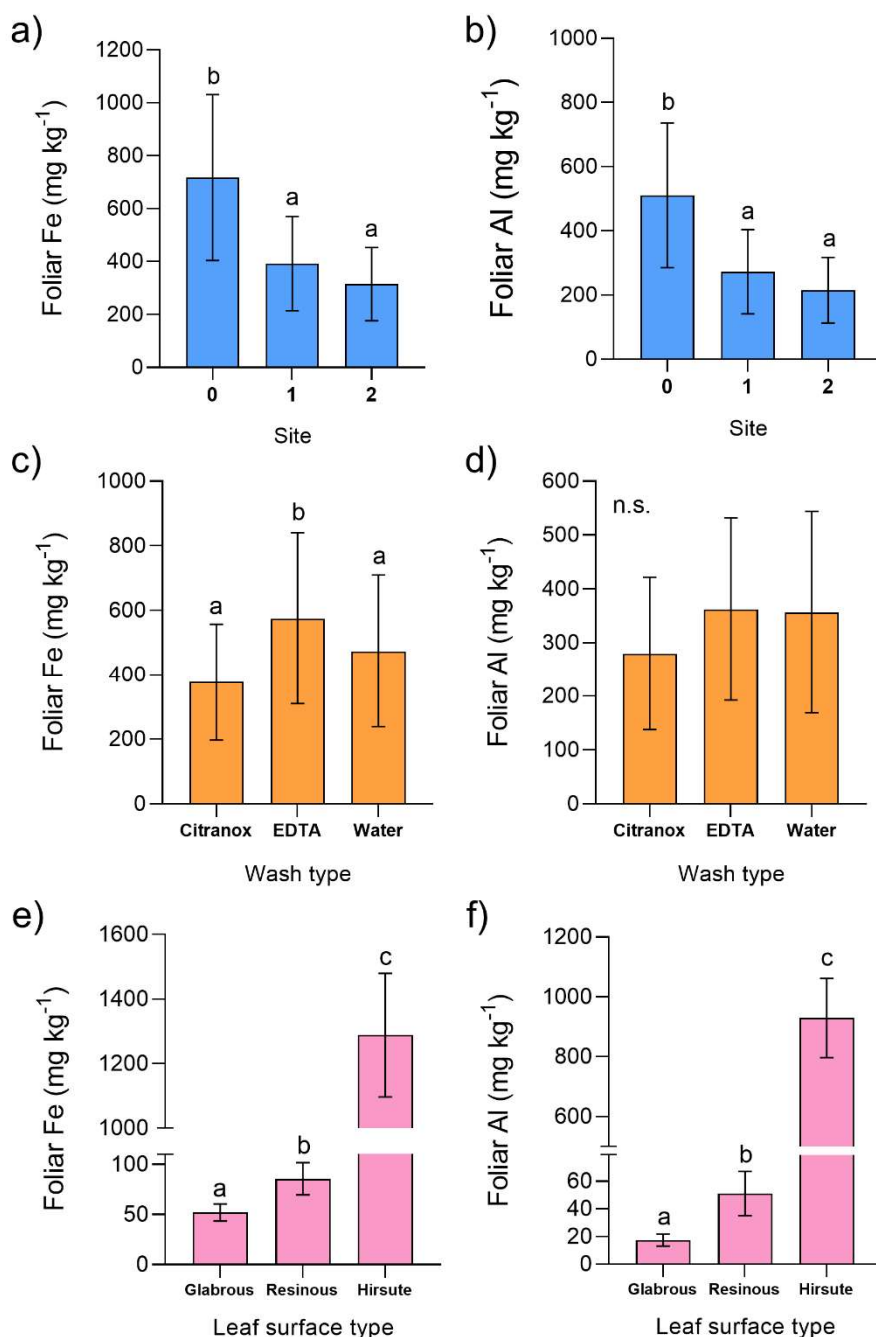 a)
Foliar Fe (mg kg⁻¹)
1200
1000
800
600
400
200
0
b
a
a
0 1 2
Site
b)
Foliar Al (mg kg⁻¹)
1000
800
600
400
200
0
b
a
a
0 1 2
Site
c)
Foliar Fe (mg kg⁻¹)
1000
800
600
400
200
0
a
b
a
Citranox EDTA Water
Wash type
d)
Foliar Al (mg kg⁻¹)
600
500
400
300
200
100
0
n.s.
Citranox EDTA Water
Wash type
e)
Foliar Fe (mg kg⁻¹)
1600
1400
1200
1000
100
50
0
a
b
c
Glabrous Resinous Hirsute
Leaf surface type
f)
Foliar Al (mg kg⁻¹)
1200
1000
800
600
60
40
20
0
a
b
c
Glabrous Resinous Hirsute
Leaf surface type